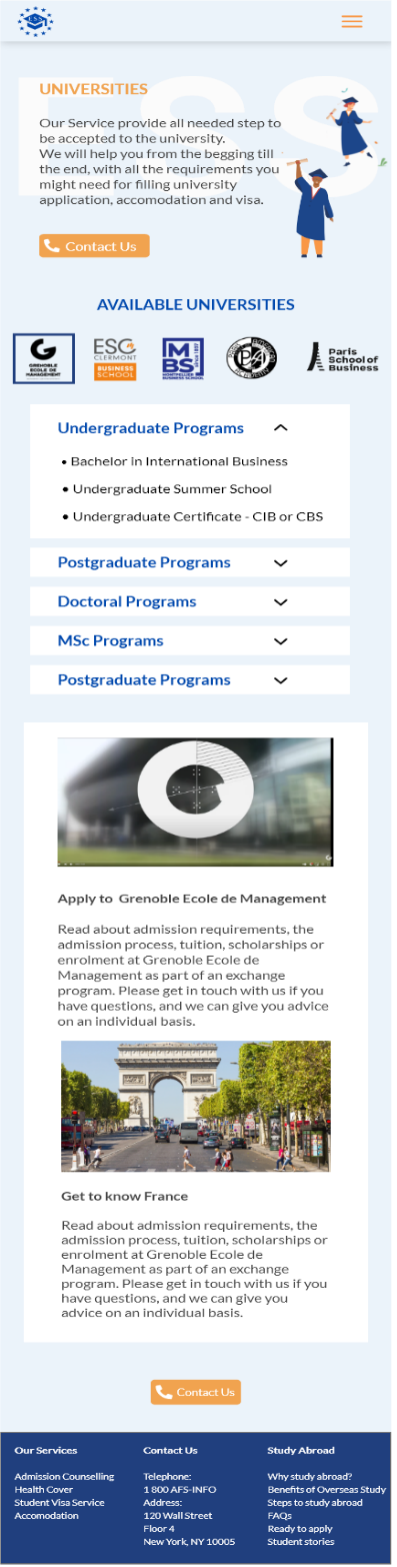 ESS
ESS
UNIVERSITIES
Our Service provide all needed step to
be accepted to the university.
We will help you from the begging till
the end, with all the requirements you
might need for filling university
application, accomodation and visa.
Contact Us
AVAILABLE UNIVERSITIES
GRENOBLE
ECOLE DE
MANAGEMENT
ESC
CLERMONT
BUSINESS
SCHOOL
MBS
MONTPELLIER
BUSINESS SCHOOL
Paris
School of
Business
Undergraduate Programs
• Bachelor in International Business
• Undergraduate Summer School
• Undergraduate Certificate - CIB or CBS
Postgraduate Programs
Doctoral Programs
MSc Programs
Postgraduate Programs
Apply to Grenoble Ecole de Management
Read about admission requirements, the
admission process, tuition, scholarships or
enrolment at Grenoble Ecole de
Management as part of an exchange
program. Please get in touch with us if you
have questions, and we can give you advice
on an individual basis.
Get to know France
Read about admission requirements, the
admission process, tuition, scholarships or
enrolment at Grenoble Ecole de
Management as part of an exchange
program. Please get in touch with us if you
have questions, and we can give you
advice on an individual basis.
Contact Us
Our Services
Admission Counselling
Health Cover
Student Visa Service
Accomodation
Contact Us
Telephone:
1 800 AFS-INFO
Address:
120 Wall Street
Floor 4
New York, NY 10005
Study Abroad
Why study abroad?
Benefits of Overseas Study
Steps to study abroad
FAQs
Ready to apply
Student stories